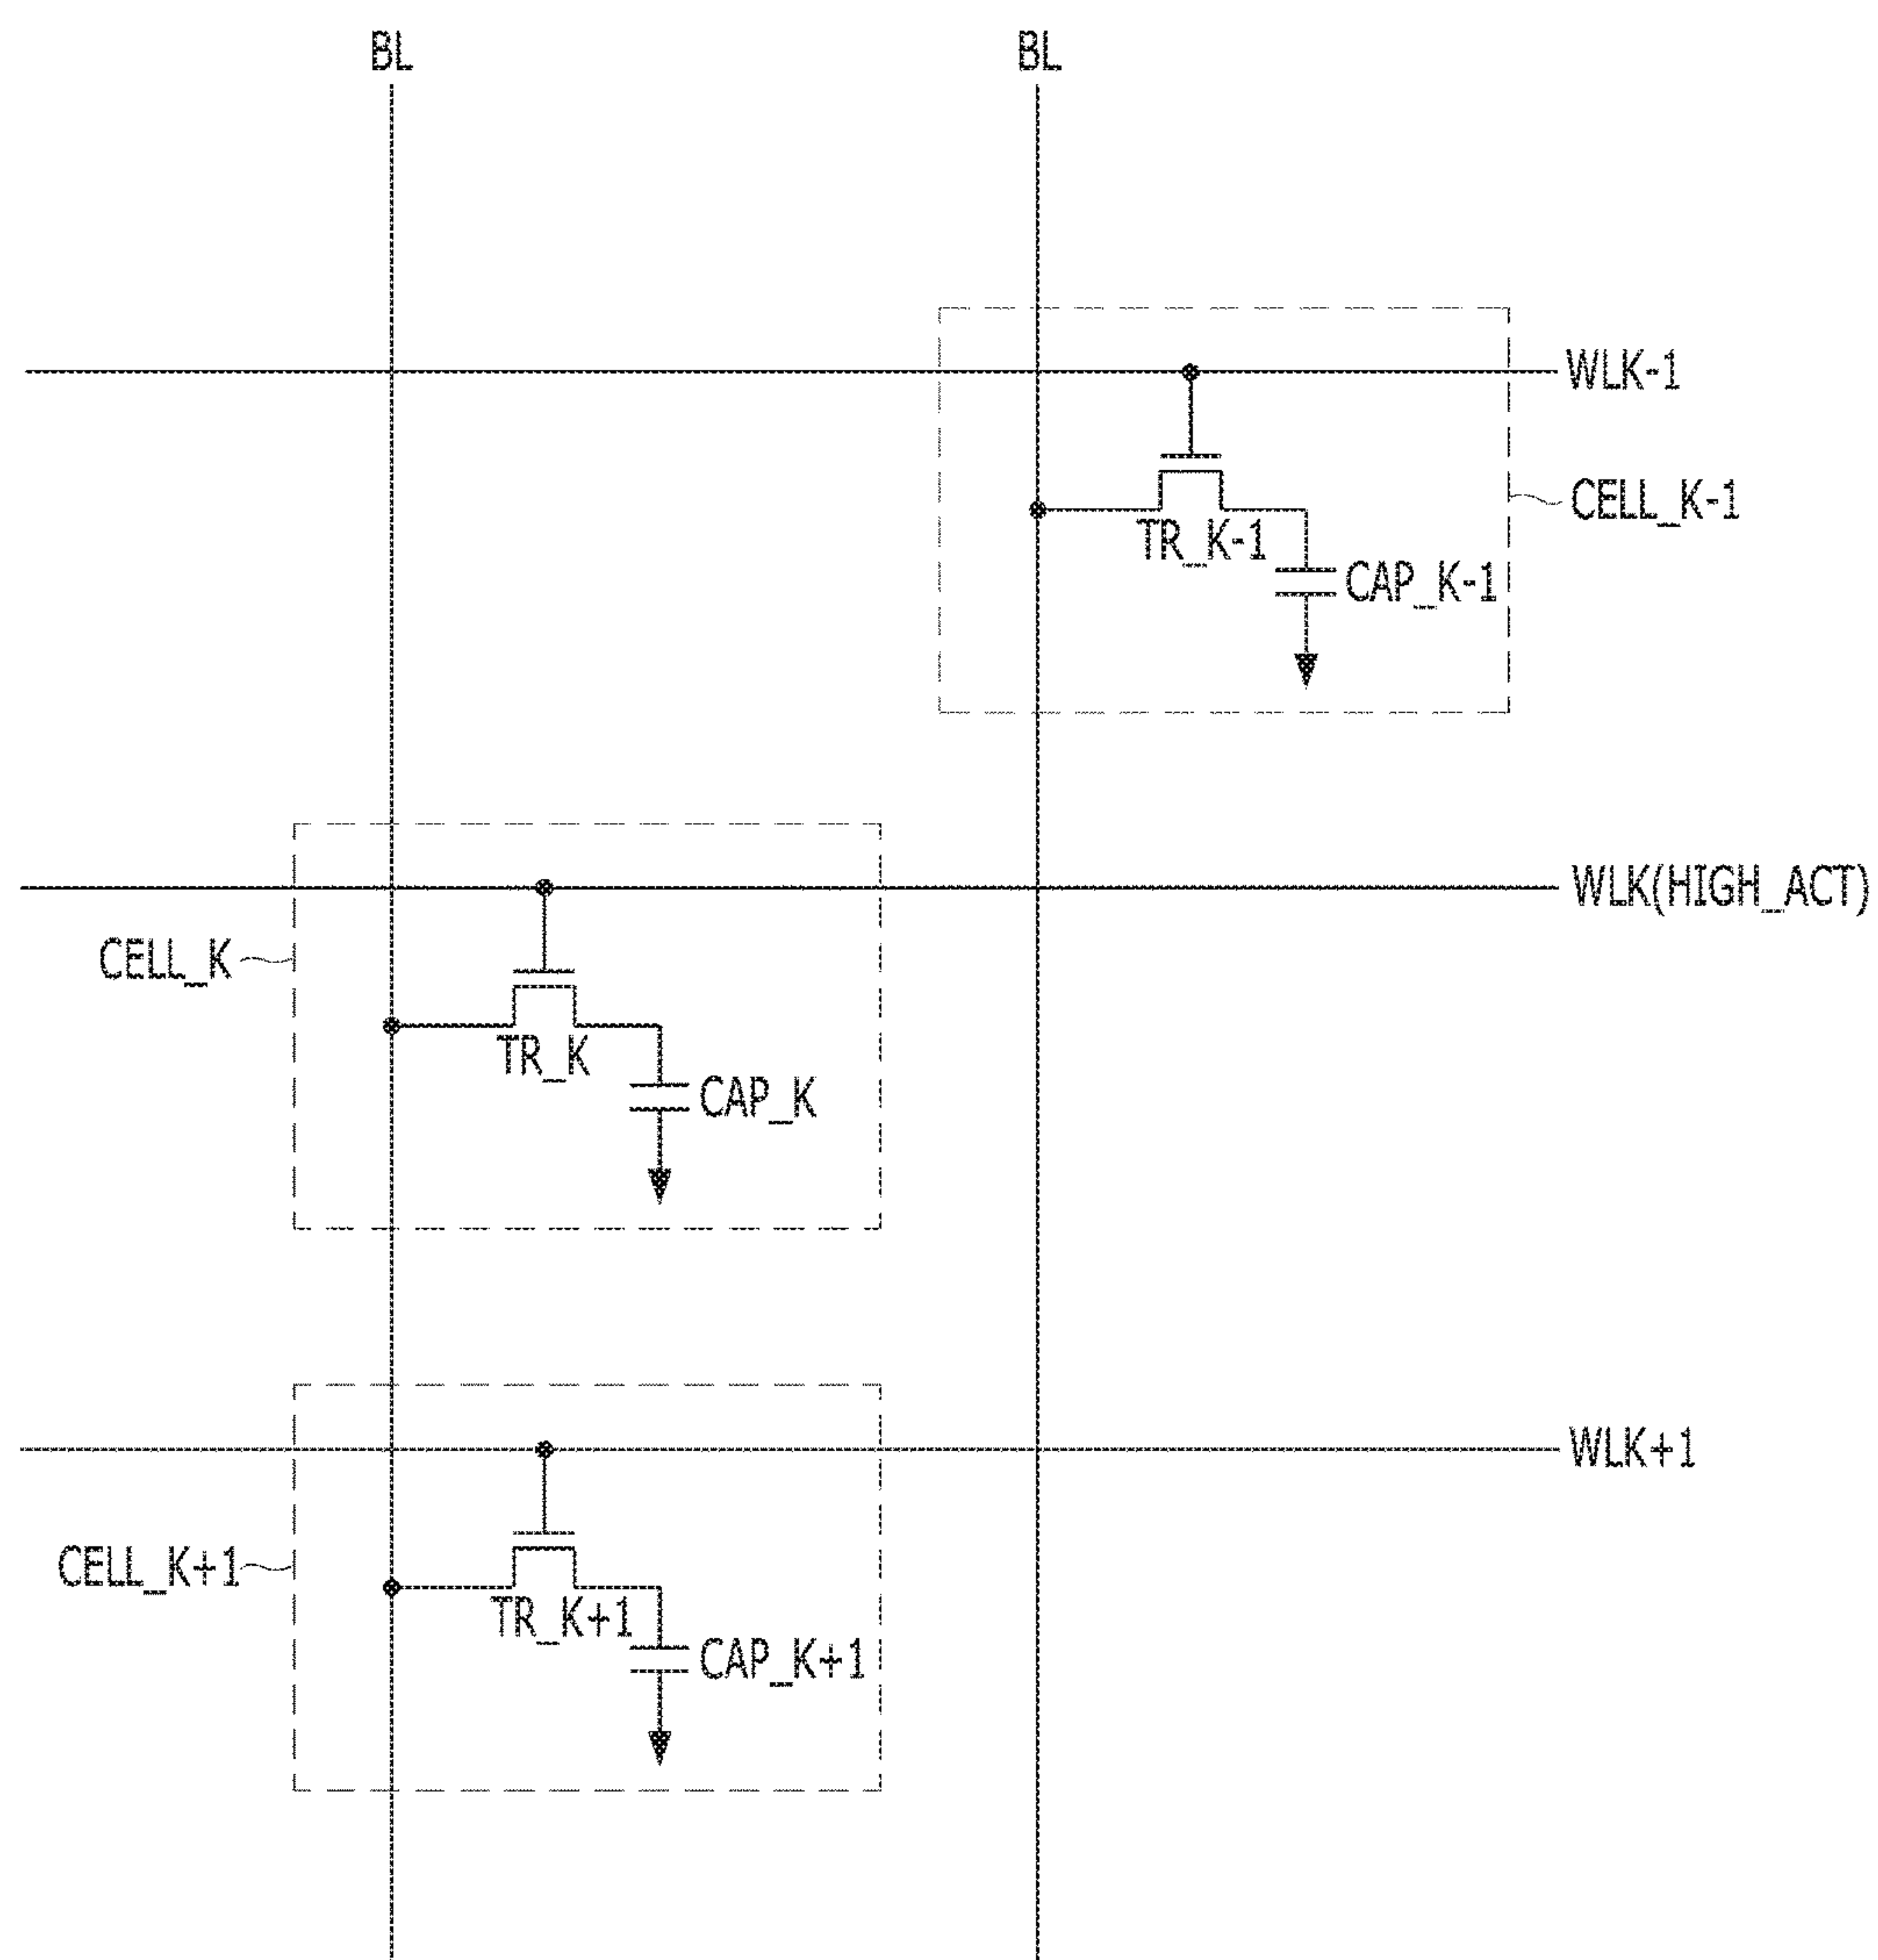 BL
BL
WLK-1
CELL_K-1
TR_K-1
CAP_K-1
WLK(HIGH_ACT)
CELL_K
TR_K
CAP_K
WLK+1
CELL_K+1
TR_K+1
CAP_K+1